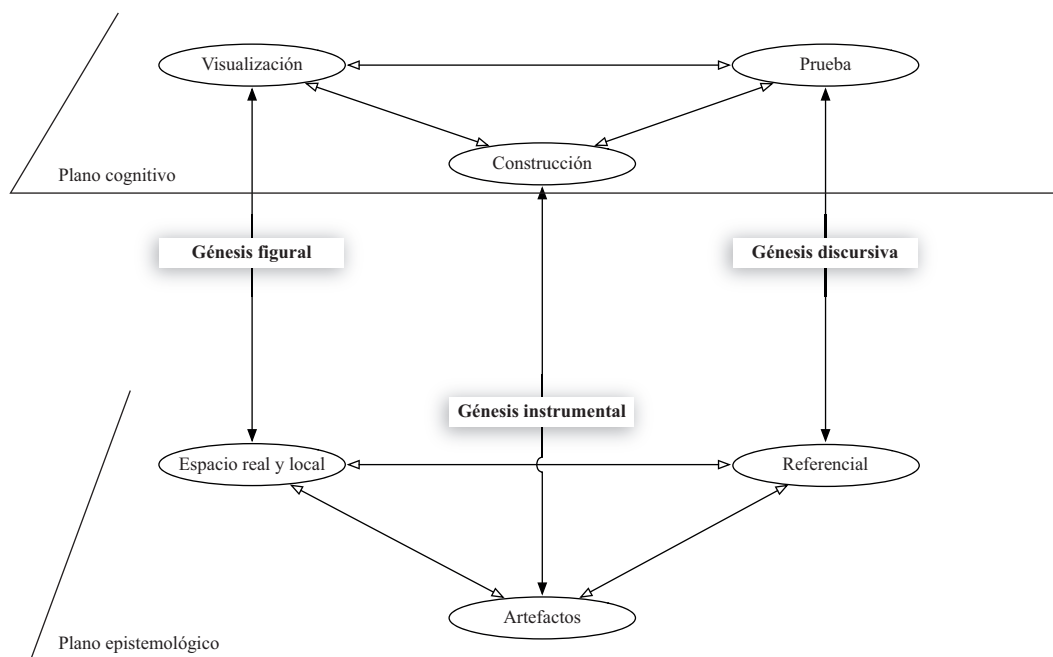 Visualización
Prueba
Construcción
Plano cognitivo
Génesis figural
Génesis discursiva
Génesis instrumental
Espacio real y local
Referencial
Artefactos
Plano epistemológico